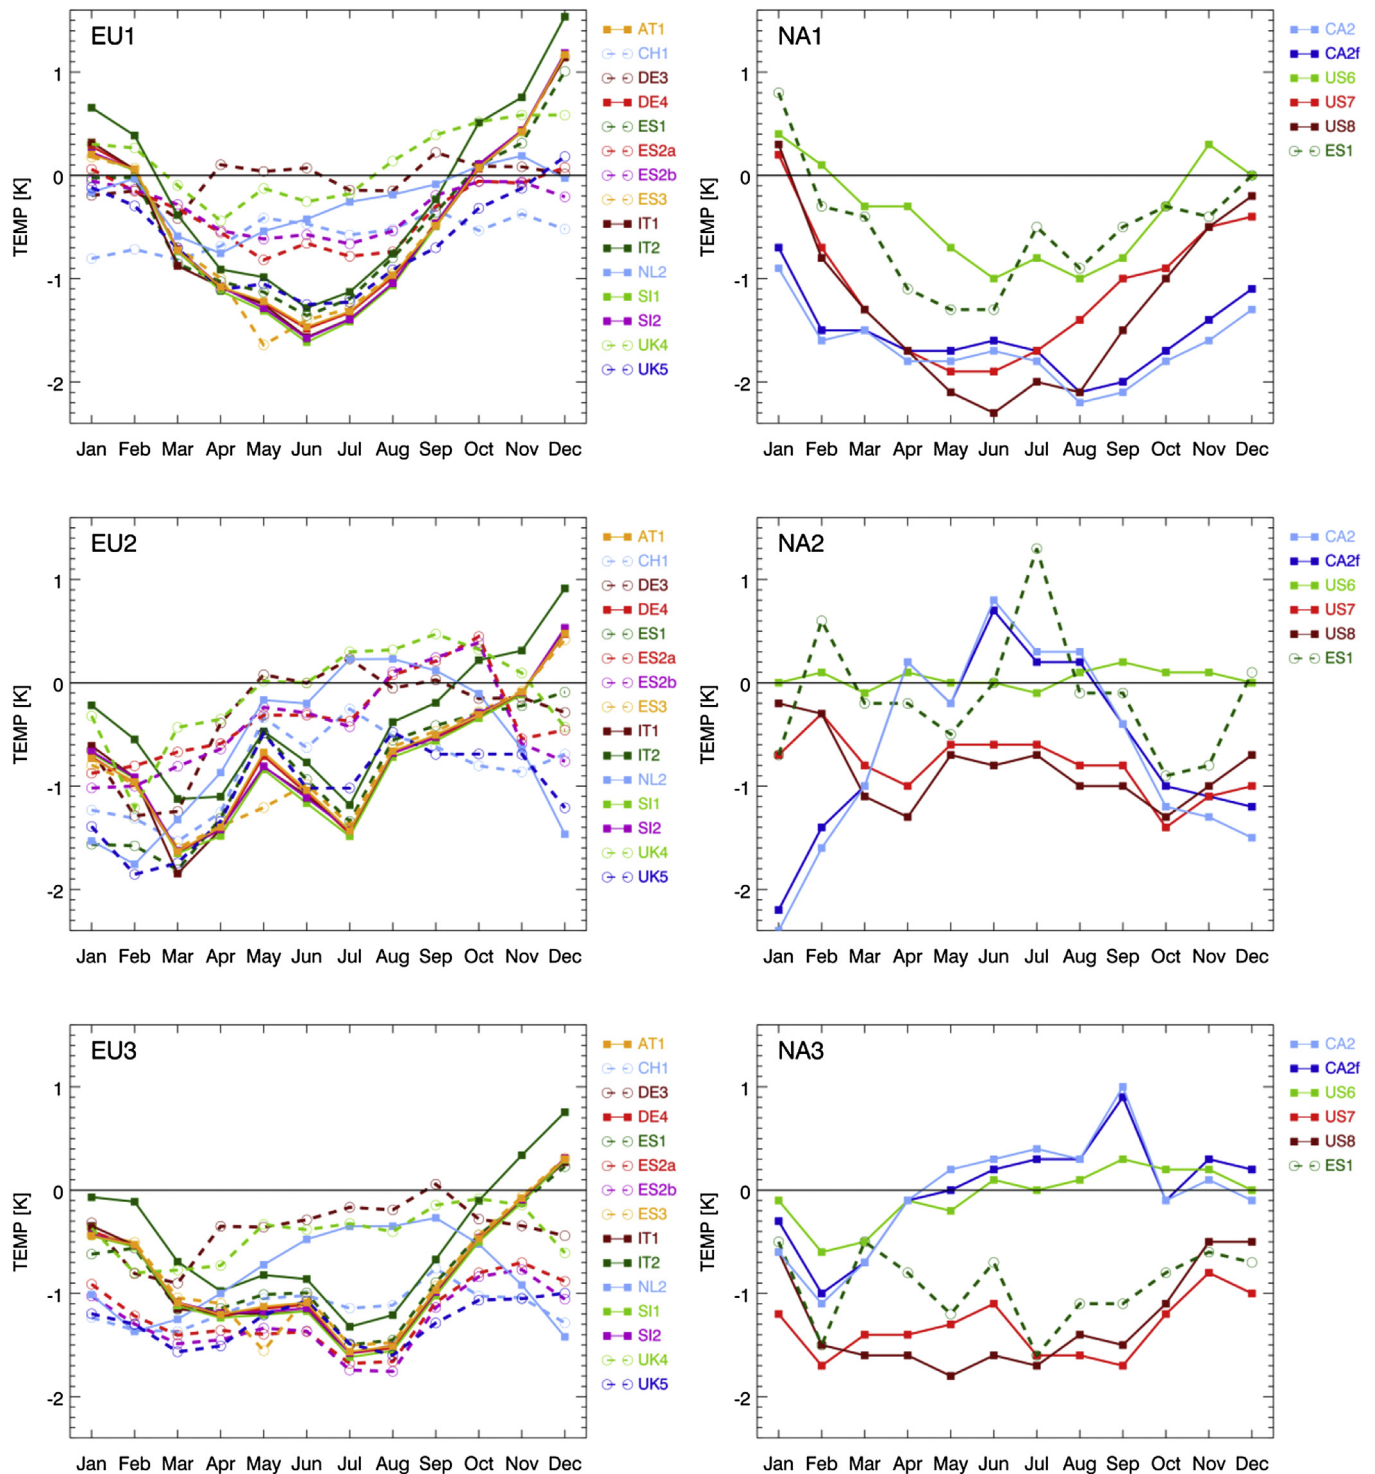 EU1
TEMP [K]
1
0
-1
-2
Jan Feb Mar Apr May Jun Jul Aug Sep Oct Nov Dec
AT1
CH1
DE3
DE4
ES1
ES2a
ES2b
ES3
IT1
IT2
NL2
SI1
SI2
UK4
UK5
NA1
TEMP [K]
1
0
-1
-2
Jan Feb Mar Apr May Jun Jul Aug Sep Oct Nov Dec
CA2
CA2f
US6
US7
US8
ES1
EU2
TEMP [K]
1
0
-1
-2
Jan Feb Mar Apr May Jun Jul Aug Sep Oct Nov Dec
AT1
CH1
DE3
DE4
ES1
ES2a
ES2b
ES3
IT1
IT2
NL2
SI1
SI2
UK4
UK5
NA2
TEMP [K]
1
0
-1
-2
Jan Feb Mar Apr May Jun Jul Aug Sep Oct Nov Dec
CA2
CA2f
US6
US7
US8
ES1
EU3
TEMP [K]
1
0
-1
-2
Jan Feb Mar Apr May Jun Jul Aug Sep Oct Nov Dec
AT1
CH1
DE3
DE4
ES1
ES2a
ES2b
ES3
IT1
IT2
NL2
SI1
SI2
UK4
UK5
NA3
TEMP [K]
1
0
-1
-2
Jan Feb Mar Apr May Jun Jul Aug Sep Oct Nov Dec
CA2
CA2f
US6
US7
US8
ES1